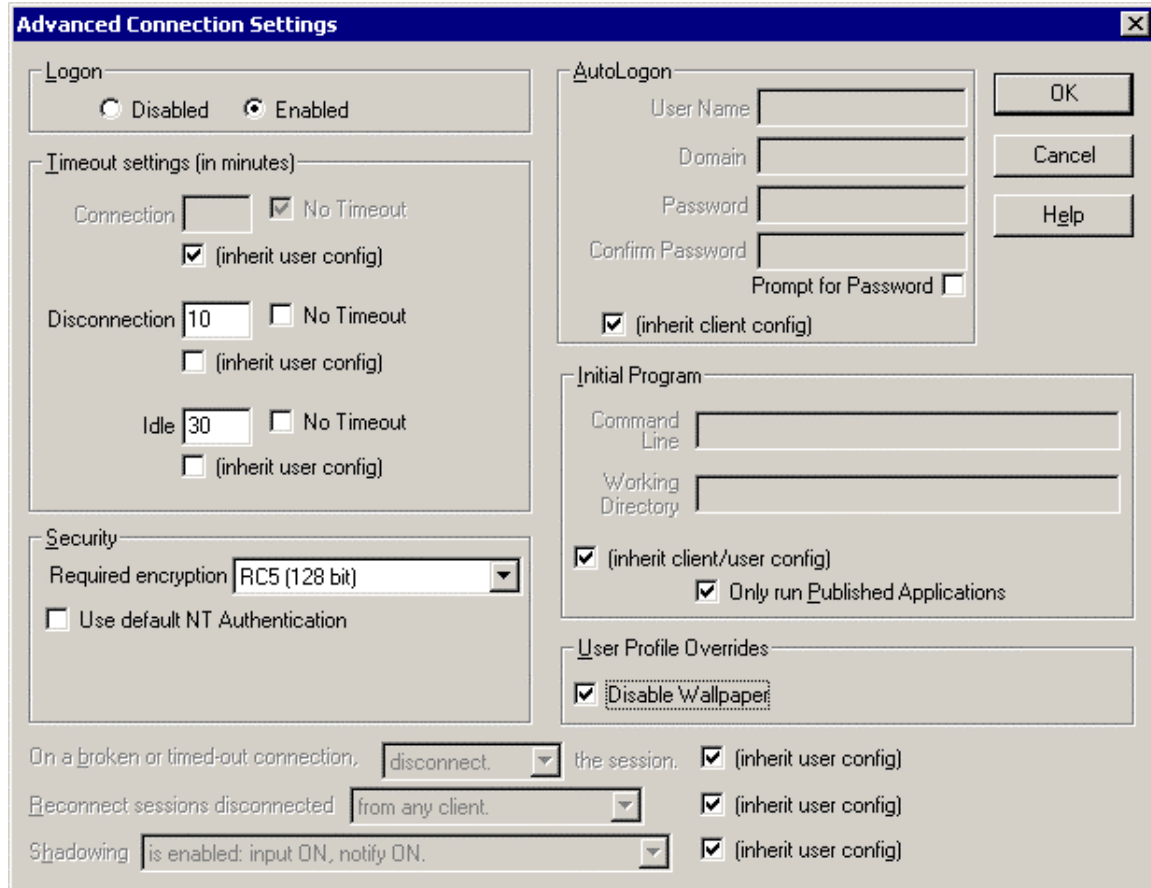 Advanced Connection Settings
Logon
Disabled
Enabled
Timeout settings (in minutes)
Connection
No Timeout
(inherit user config)
Disconnection 10
No Timeout
(inherit user config)
Idle 30
No Timeout
(inherit user config)
Security
Required encryption RC5 (128 bit)
Use default NT Authentication
AutoLogon
User Name
Domain
Password
Confirm Password
Prompt for Password
(inherit client config)
OK
Cancel
Help
Initial Program
Command
Line
Working
Directory
(inherit client/user config)
Only run Published Applications
User Profile Overrides
Disable Wallpaper
On a broken or timed-out connection, disconnect. the session. (inherit user config)
Reconnect sessions disconnected from any client. (inherit user config)
Shadowing is enabled: input ON, notify ON. (inherit user config)